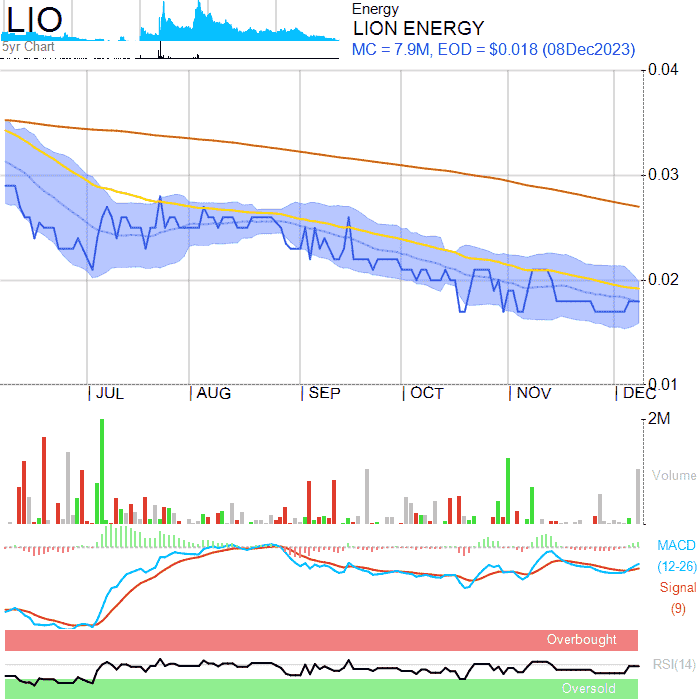 LIO
5yr Chart
Energy
LION ENERGY
MC = 7.9M, EOD = $0.018 (08Dec2023)
0.04
0.03
0.02
0.01
JUL AUG SEP OCT NOV DEC
2M
Volume
MACD
(12-26)
Signal
(9)
Overbought
RSI(14)
Oversold